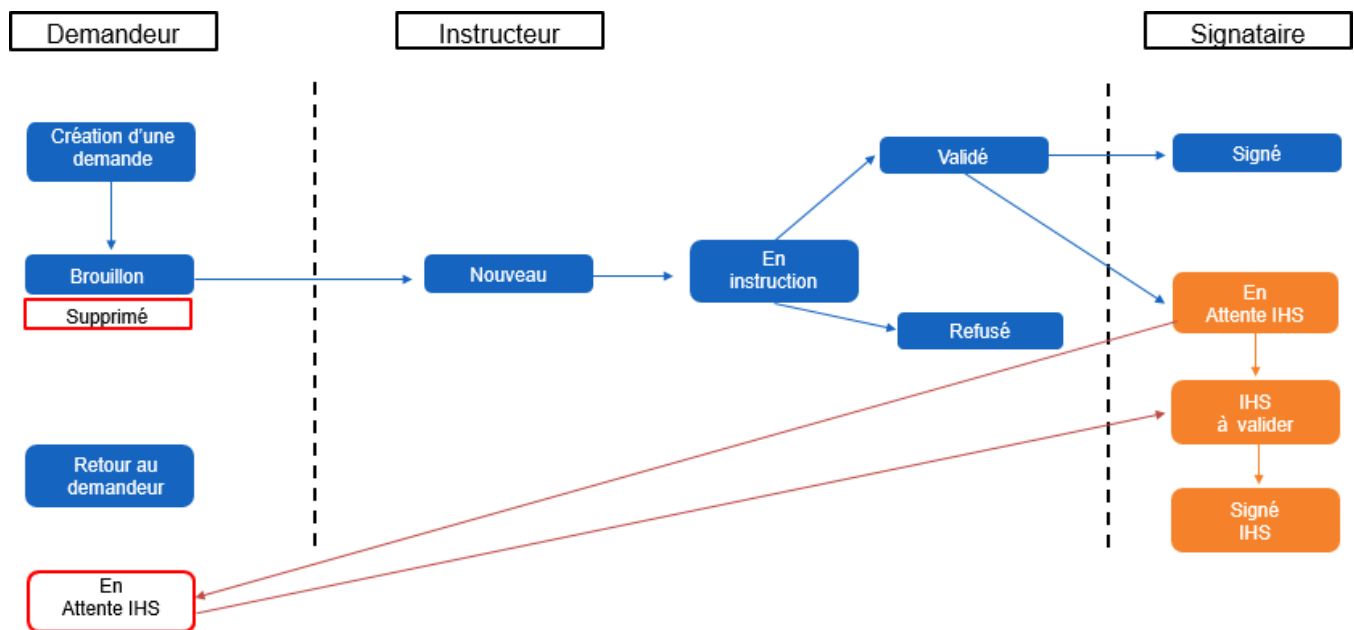 Demandeur
Instructeur
Signataire
Création d'une
demande
Validé
Signé
Brouillon
Nouveau
En
instruction
En
Attente IHS
Supprimé
Refusé
IHS
à valider
Retour au
demandeur
Signé
IHS
En
Attente IHS